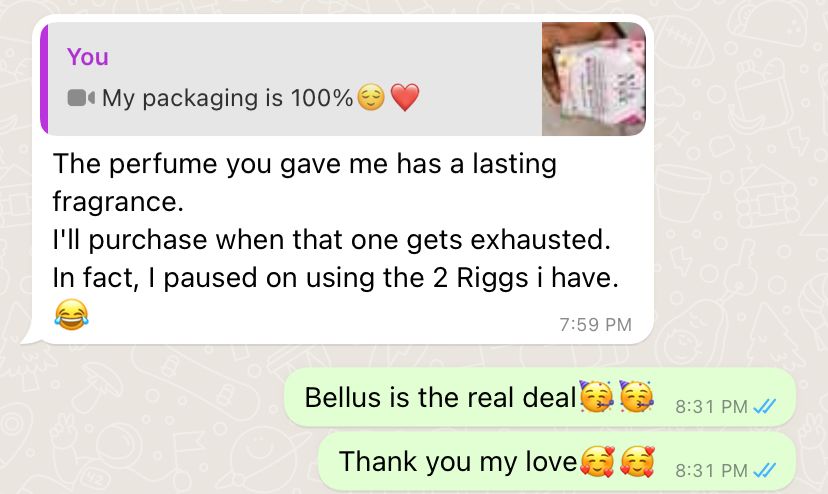 You
My packaging is 100%😌❤️
The perfume you gave me has a lasting
fragrance.
I'll purchase when that one gets exhausted.
In fact, I paused on using the 2 Riggs i have.
😂
7:59 PM
Bellus is the real deal🥳🥳 8:31 PM
Thank you my love🥰🥰 8:31 PM